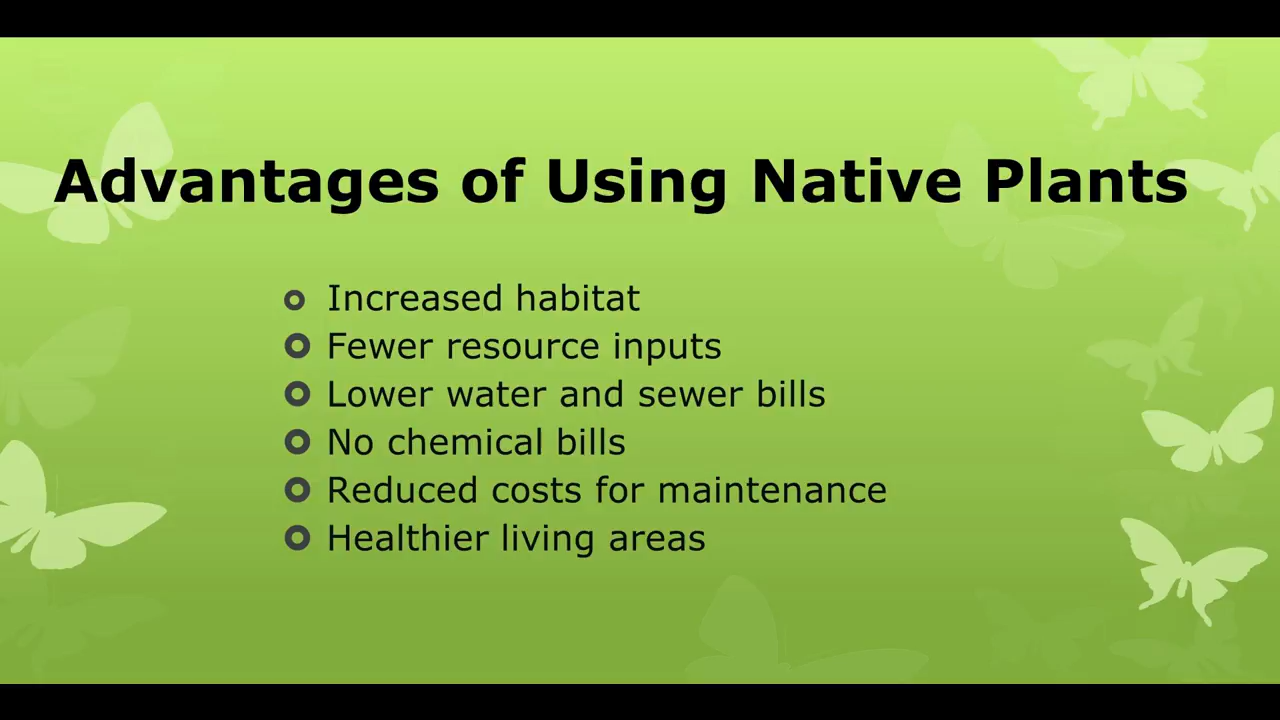 Advantages of Using Native Plants
Increased habitat
Fewer resource inputs
Lower water and sewer bills
No chemical bills
Reduced costs for maintenance
Healthier living areas